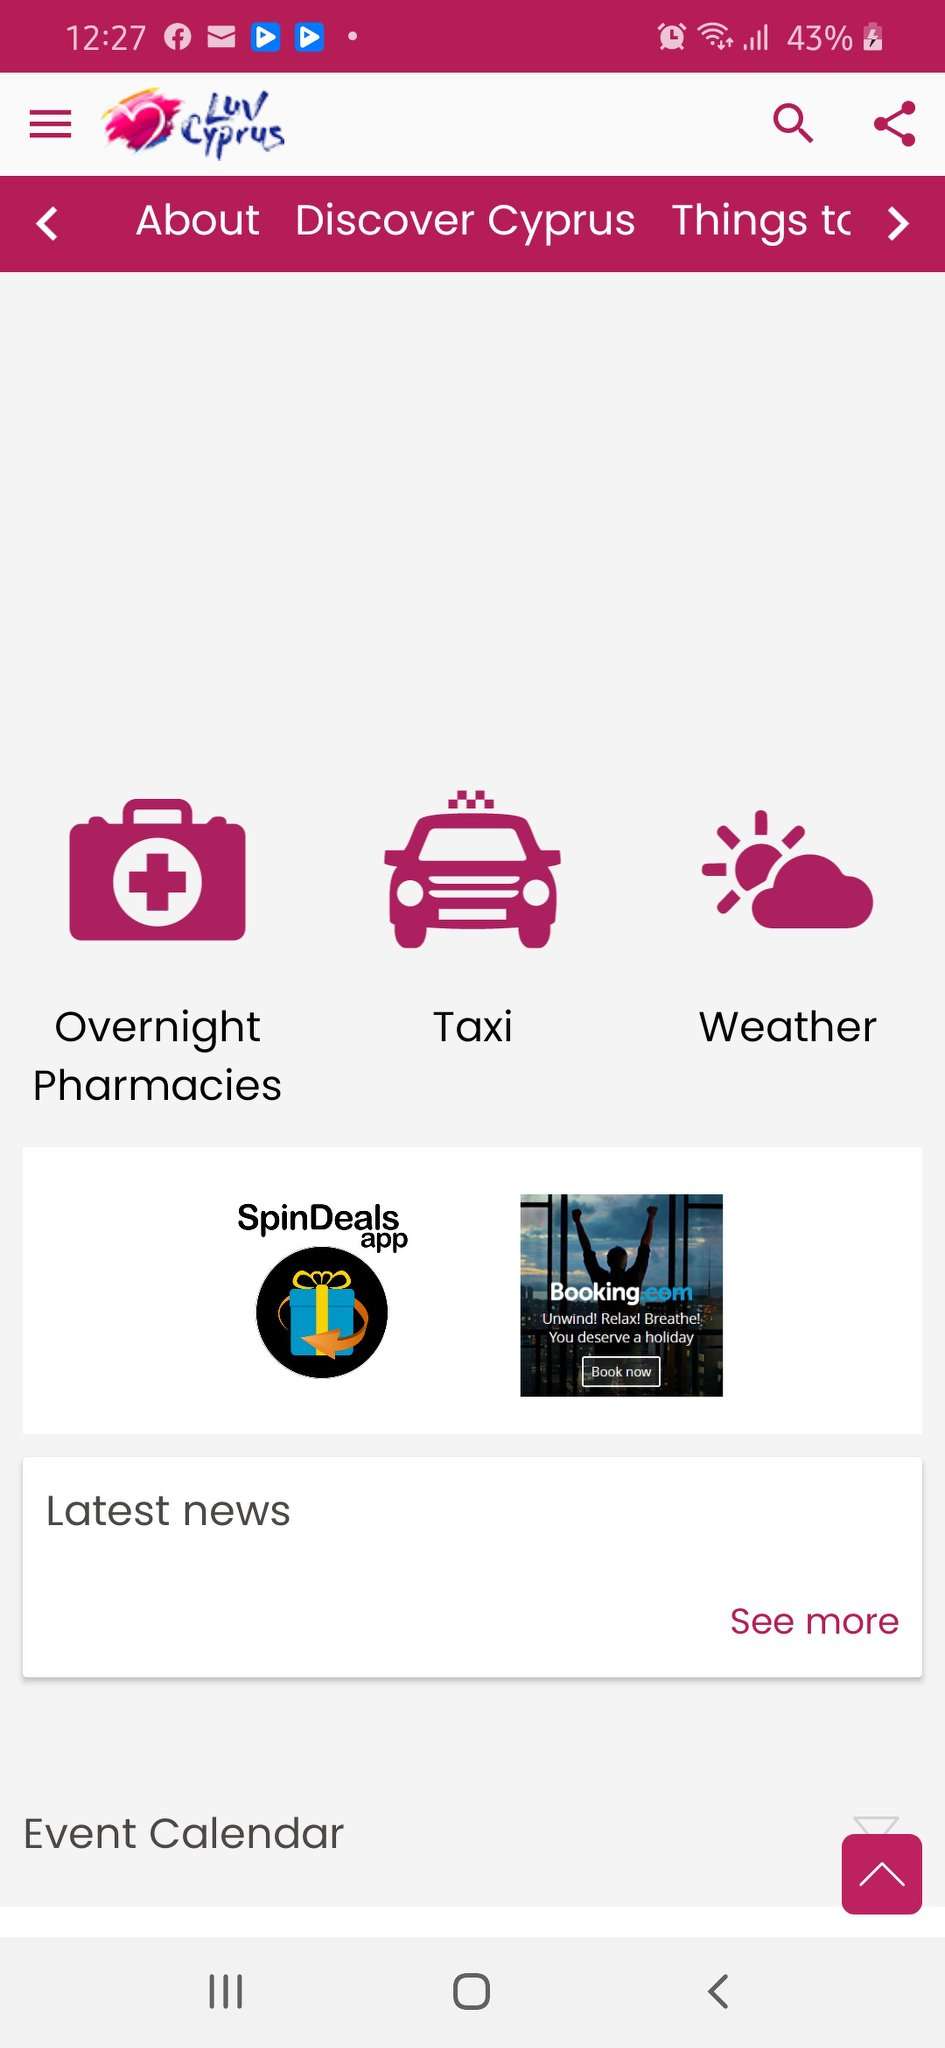 12:27
43%
Luv
Cyprus
About Discover Cyprus Things to
Overnight
Pharmacies
Taxi
Weather
SpinDeals
app
Booking.com
Unwind! Relax! Breathe!
You deserve a holiday
Book now
Latest news
See more
Event Calendar